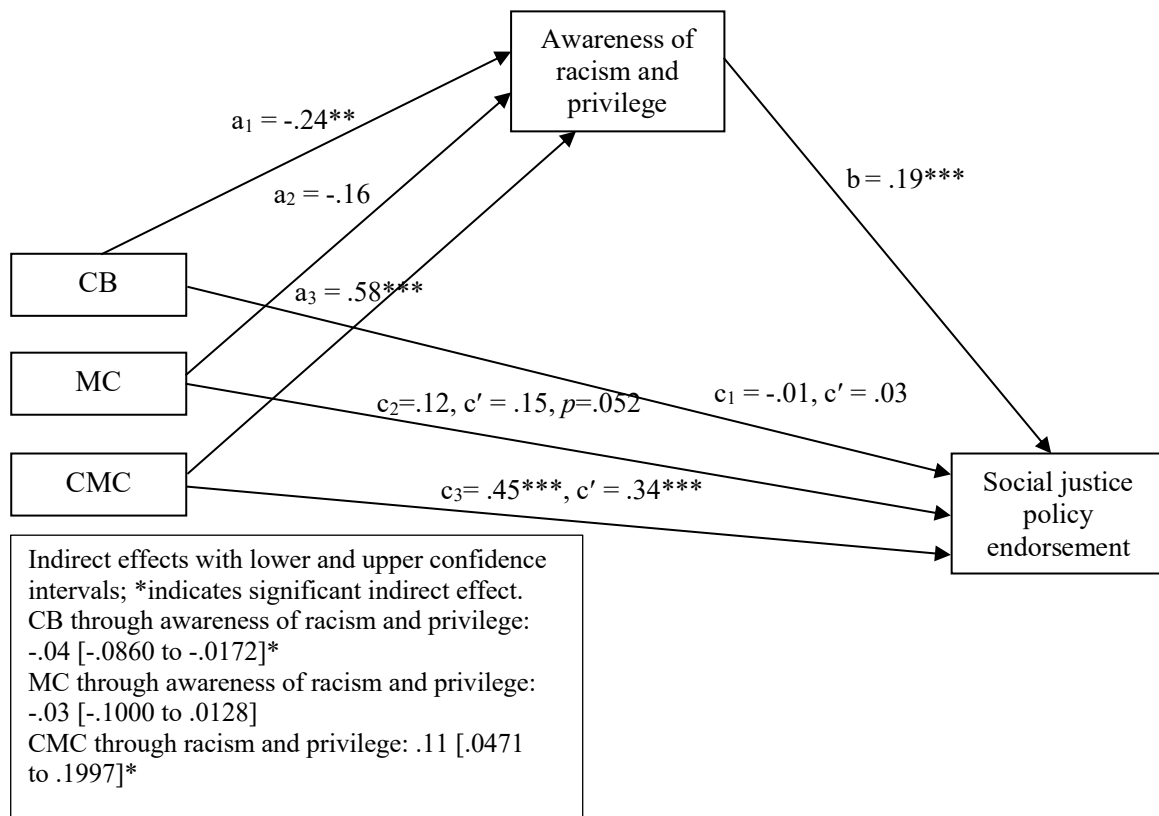 Awareness of
racism and
privilege
a₁ = -.24**
a₂ = -.16
b = .19***
CB
a₃ = .58***
MC
c₂=.12, c′ = .15, p=.052
c₁ = -.01, c′ = .03
CMC
c₃= .45***, c′ = .34***
Social justice
policy
endorsement
Indirect effects with lower and upper confidence
intervals; *indicates significant indirect effect.
CB through awareness of racism and privilege:
-.04 [-.0860 to -.0172]*
MC through awareness of racism and privilege:
-.03 [-.1000 to .0128]
CMC through racism and privilege: .11 [.0471
to .1997]*